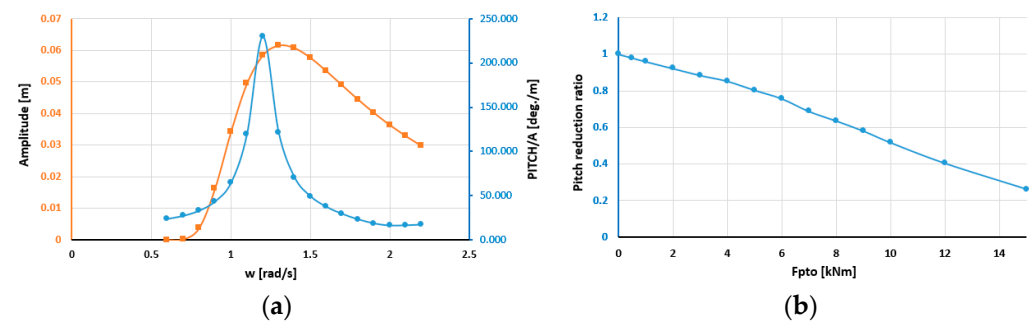 0.07
0.06
0.05
0.04
0.03
0.02
0.01
0
Amplitude [m]
250.000
200.000
150.000
100.000
50.000
0.000
PITCH/A [deg./m]
0 0.5 1 1.5 2 2.5
w [rad/s]
(a)
1.2
1
0.8
0.6
0.4
0.2
0
Pitch reduction ratio
0 2 4 6 8 10 12 14
Fpto [kNm]
(b)